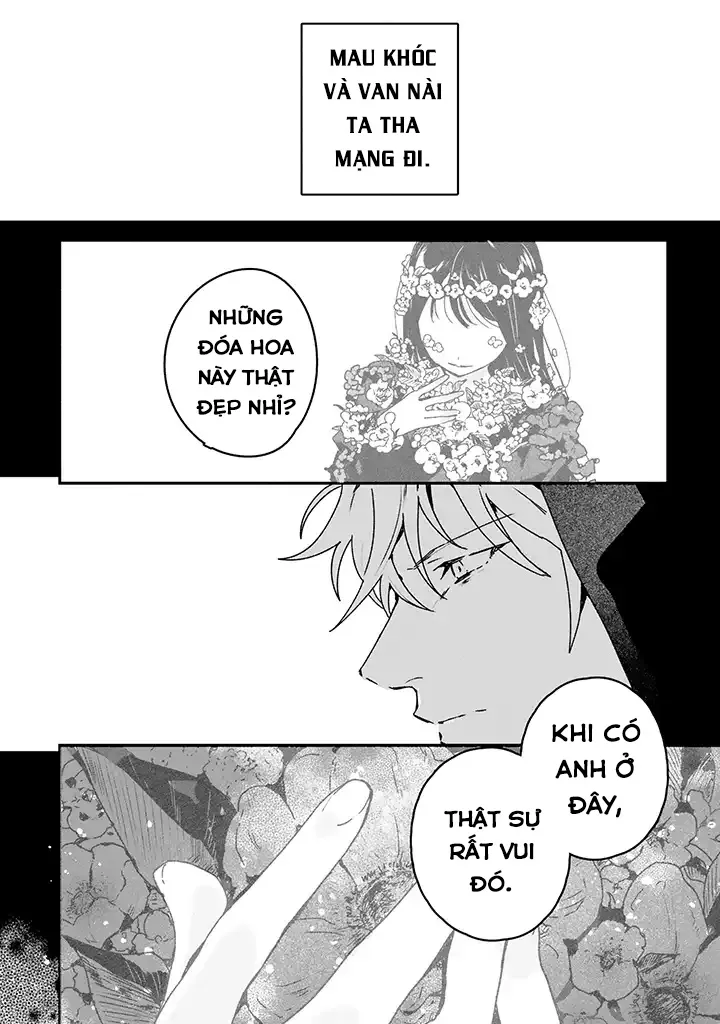 MAU KHÓC
VÀ VAN NÀI
TA THA
MẠNG ĐI.
NHỮNG
ĐÓA HOA
NÀY THẬT
ĐẸP NHỈ?
KHI CÓ
ANH Ở
ĐÂY,
THẬT SỰ
RẤT VUI
ĐÓ.